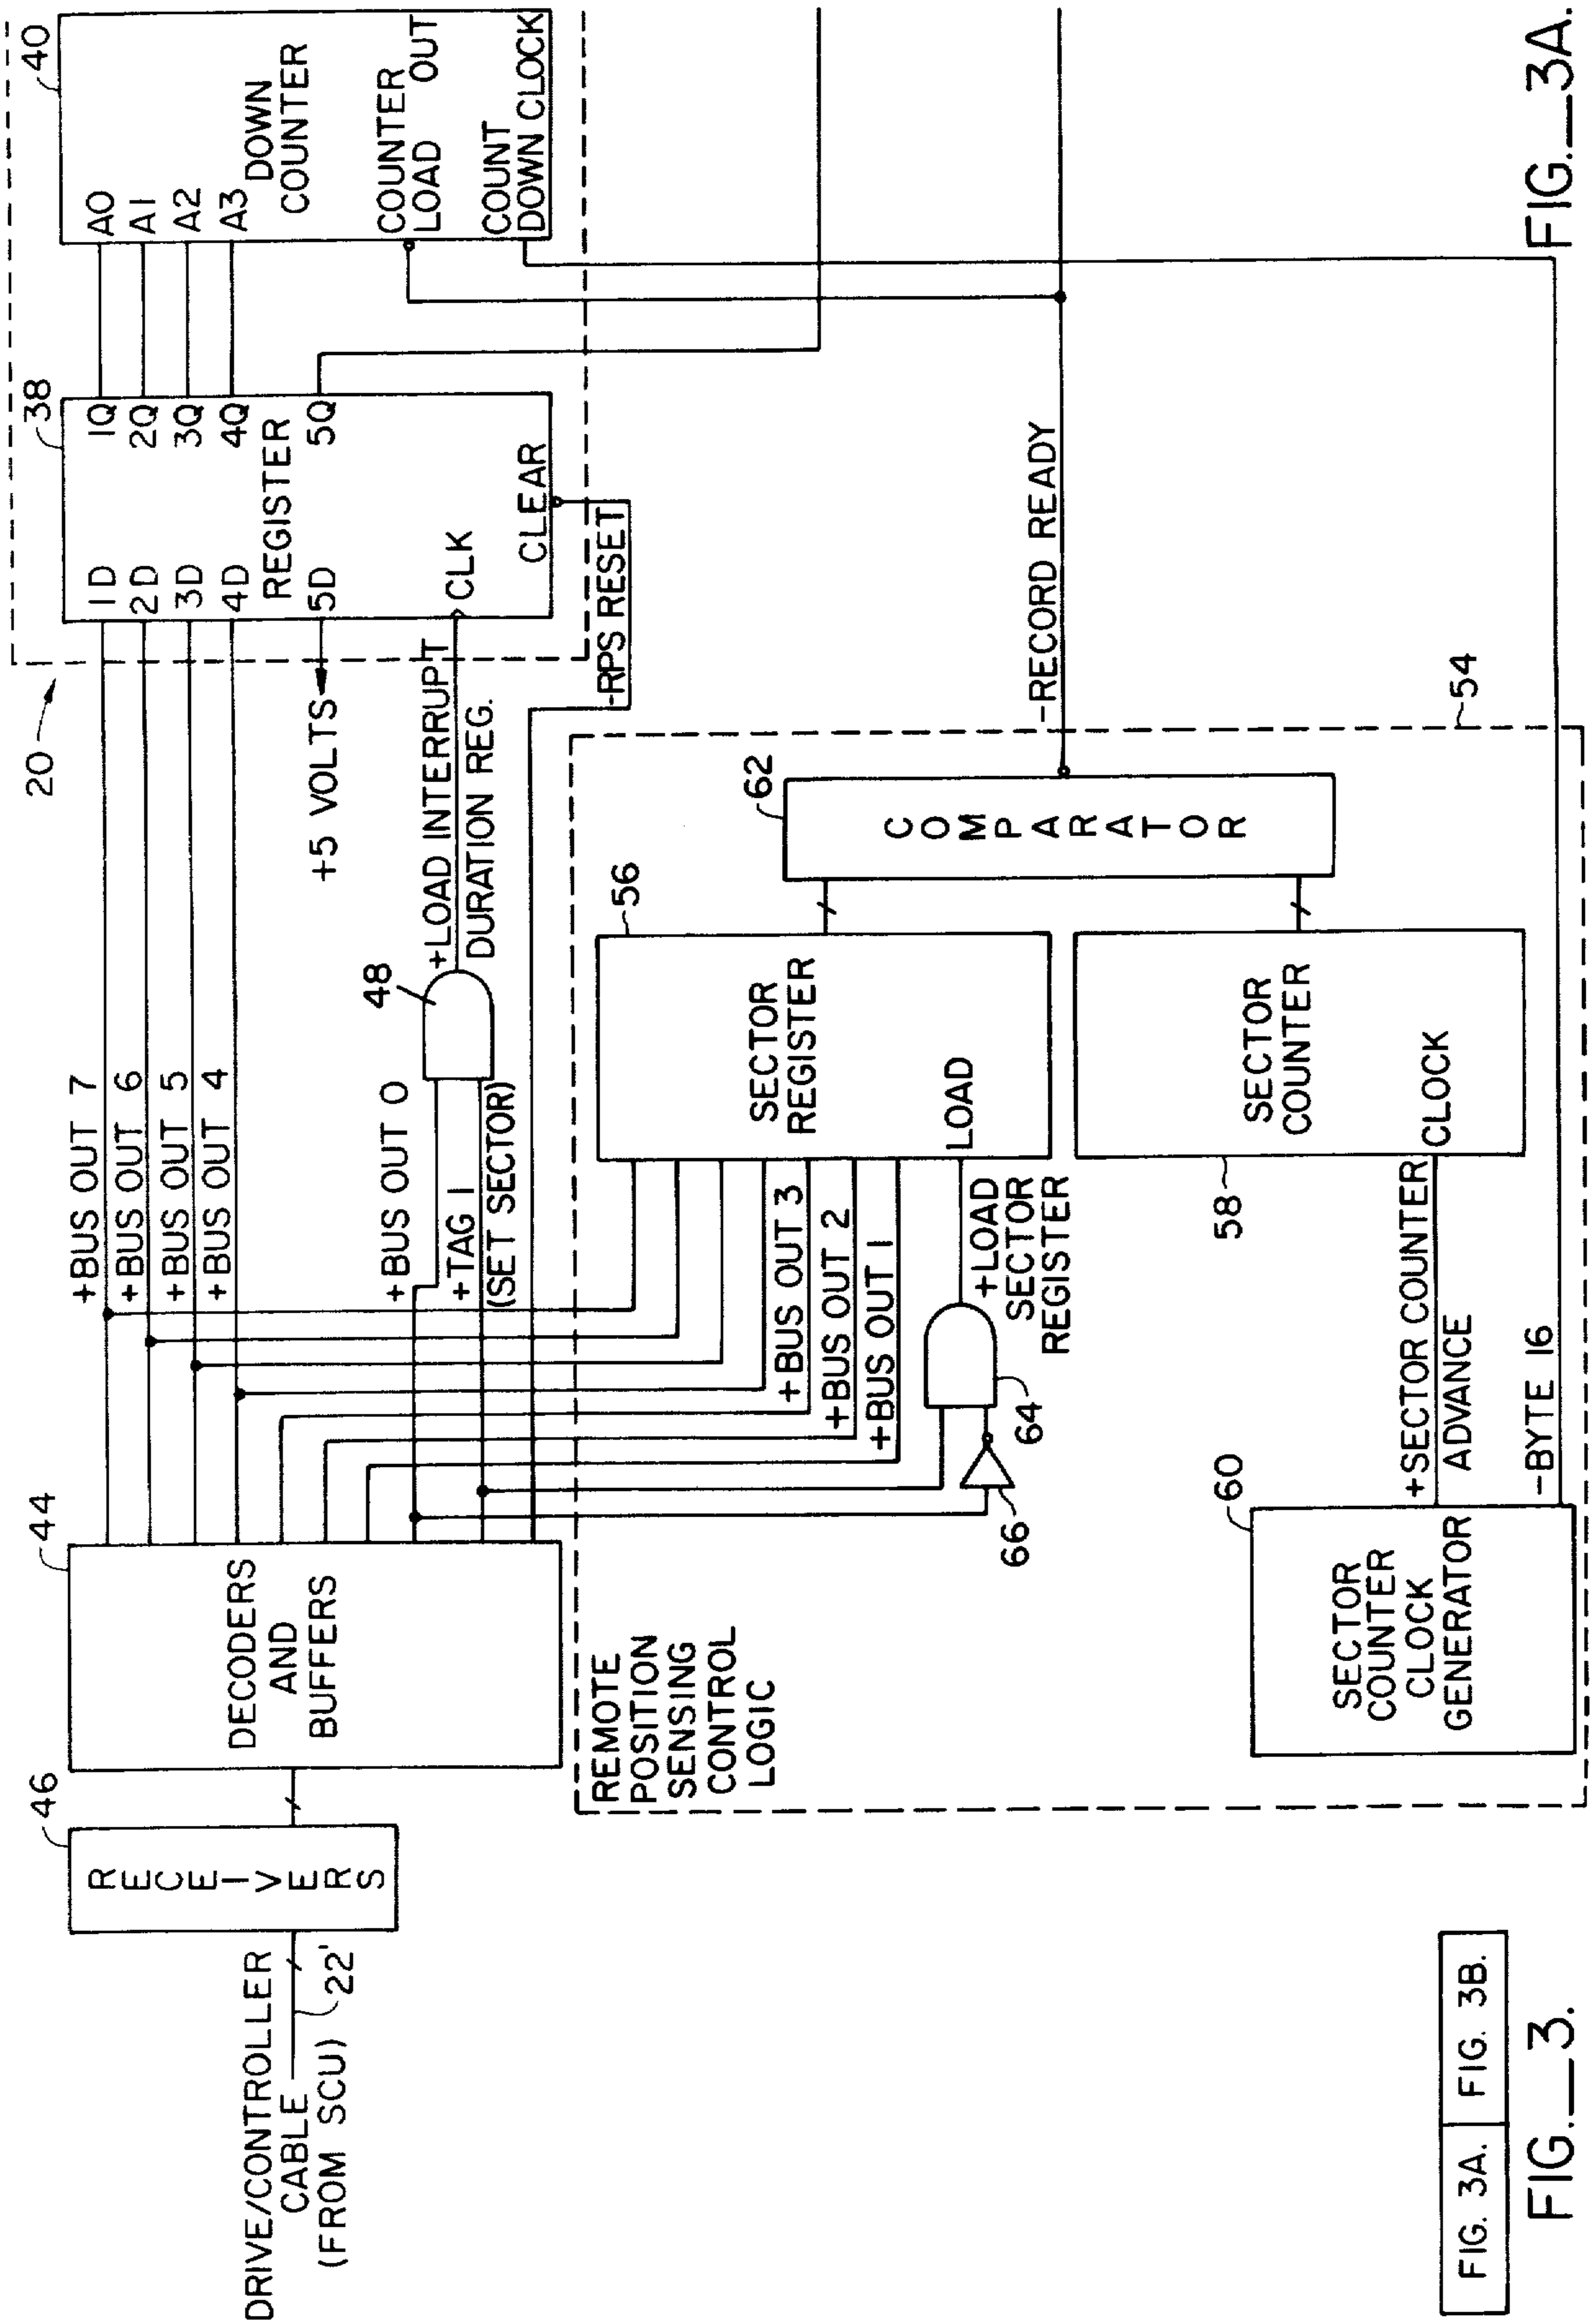 DRIVE/CONTROLLER
CABLE
(FROM SCU)
22'
46
RECEIVERS
44
DECODERS
AND
BUFFERS
+BUS OUT 7
+BUS OUT 6
+BUS OUT 5
+BUS OUT 4
+BUS OUT 0
+TAG 1
(SET SECTOR)
48
+LOAD INTERRUPT
DURATION REG.
20
+5 VOLTS
38
1D
2D
3D
4D
5D
REGISTER
CLK
CLEAR
1Q
2Q
3Q
4Q
5Q
-RPS RESET
40
A0
A1
A2
A3
DOWN
COUNTER
COUNTER
LOAD OUT
COUNT
DOWN CLOCK
REMOTE
POSITION
SENSING
CONTROL
LOGIC
+BUS OUT 3
+BUS OUT 2
+BUS OUT 1
66
64
+LOAD
SECTOR
REGISTER
56
SECTOR
REGISTER
LOAD
62
COMPARATOR
-RECORD READY
54
60
SECTOR
COUNTER
CLOCK
GENERATOR
+SECTOR COUNTER
ADVANCE
-BYTE 16
58
SECTOR
COUNTER
CLOCK
FIG. 3A. FIG. 3B.
FIG._3.
FIG._3A.